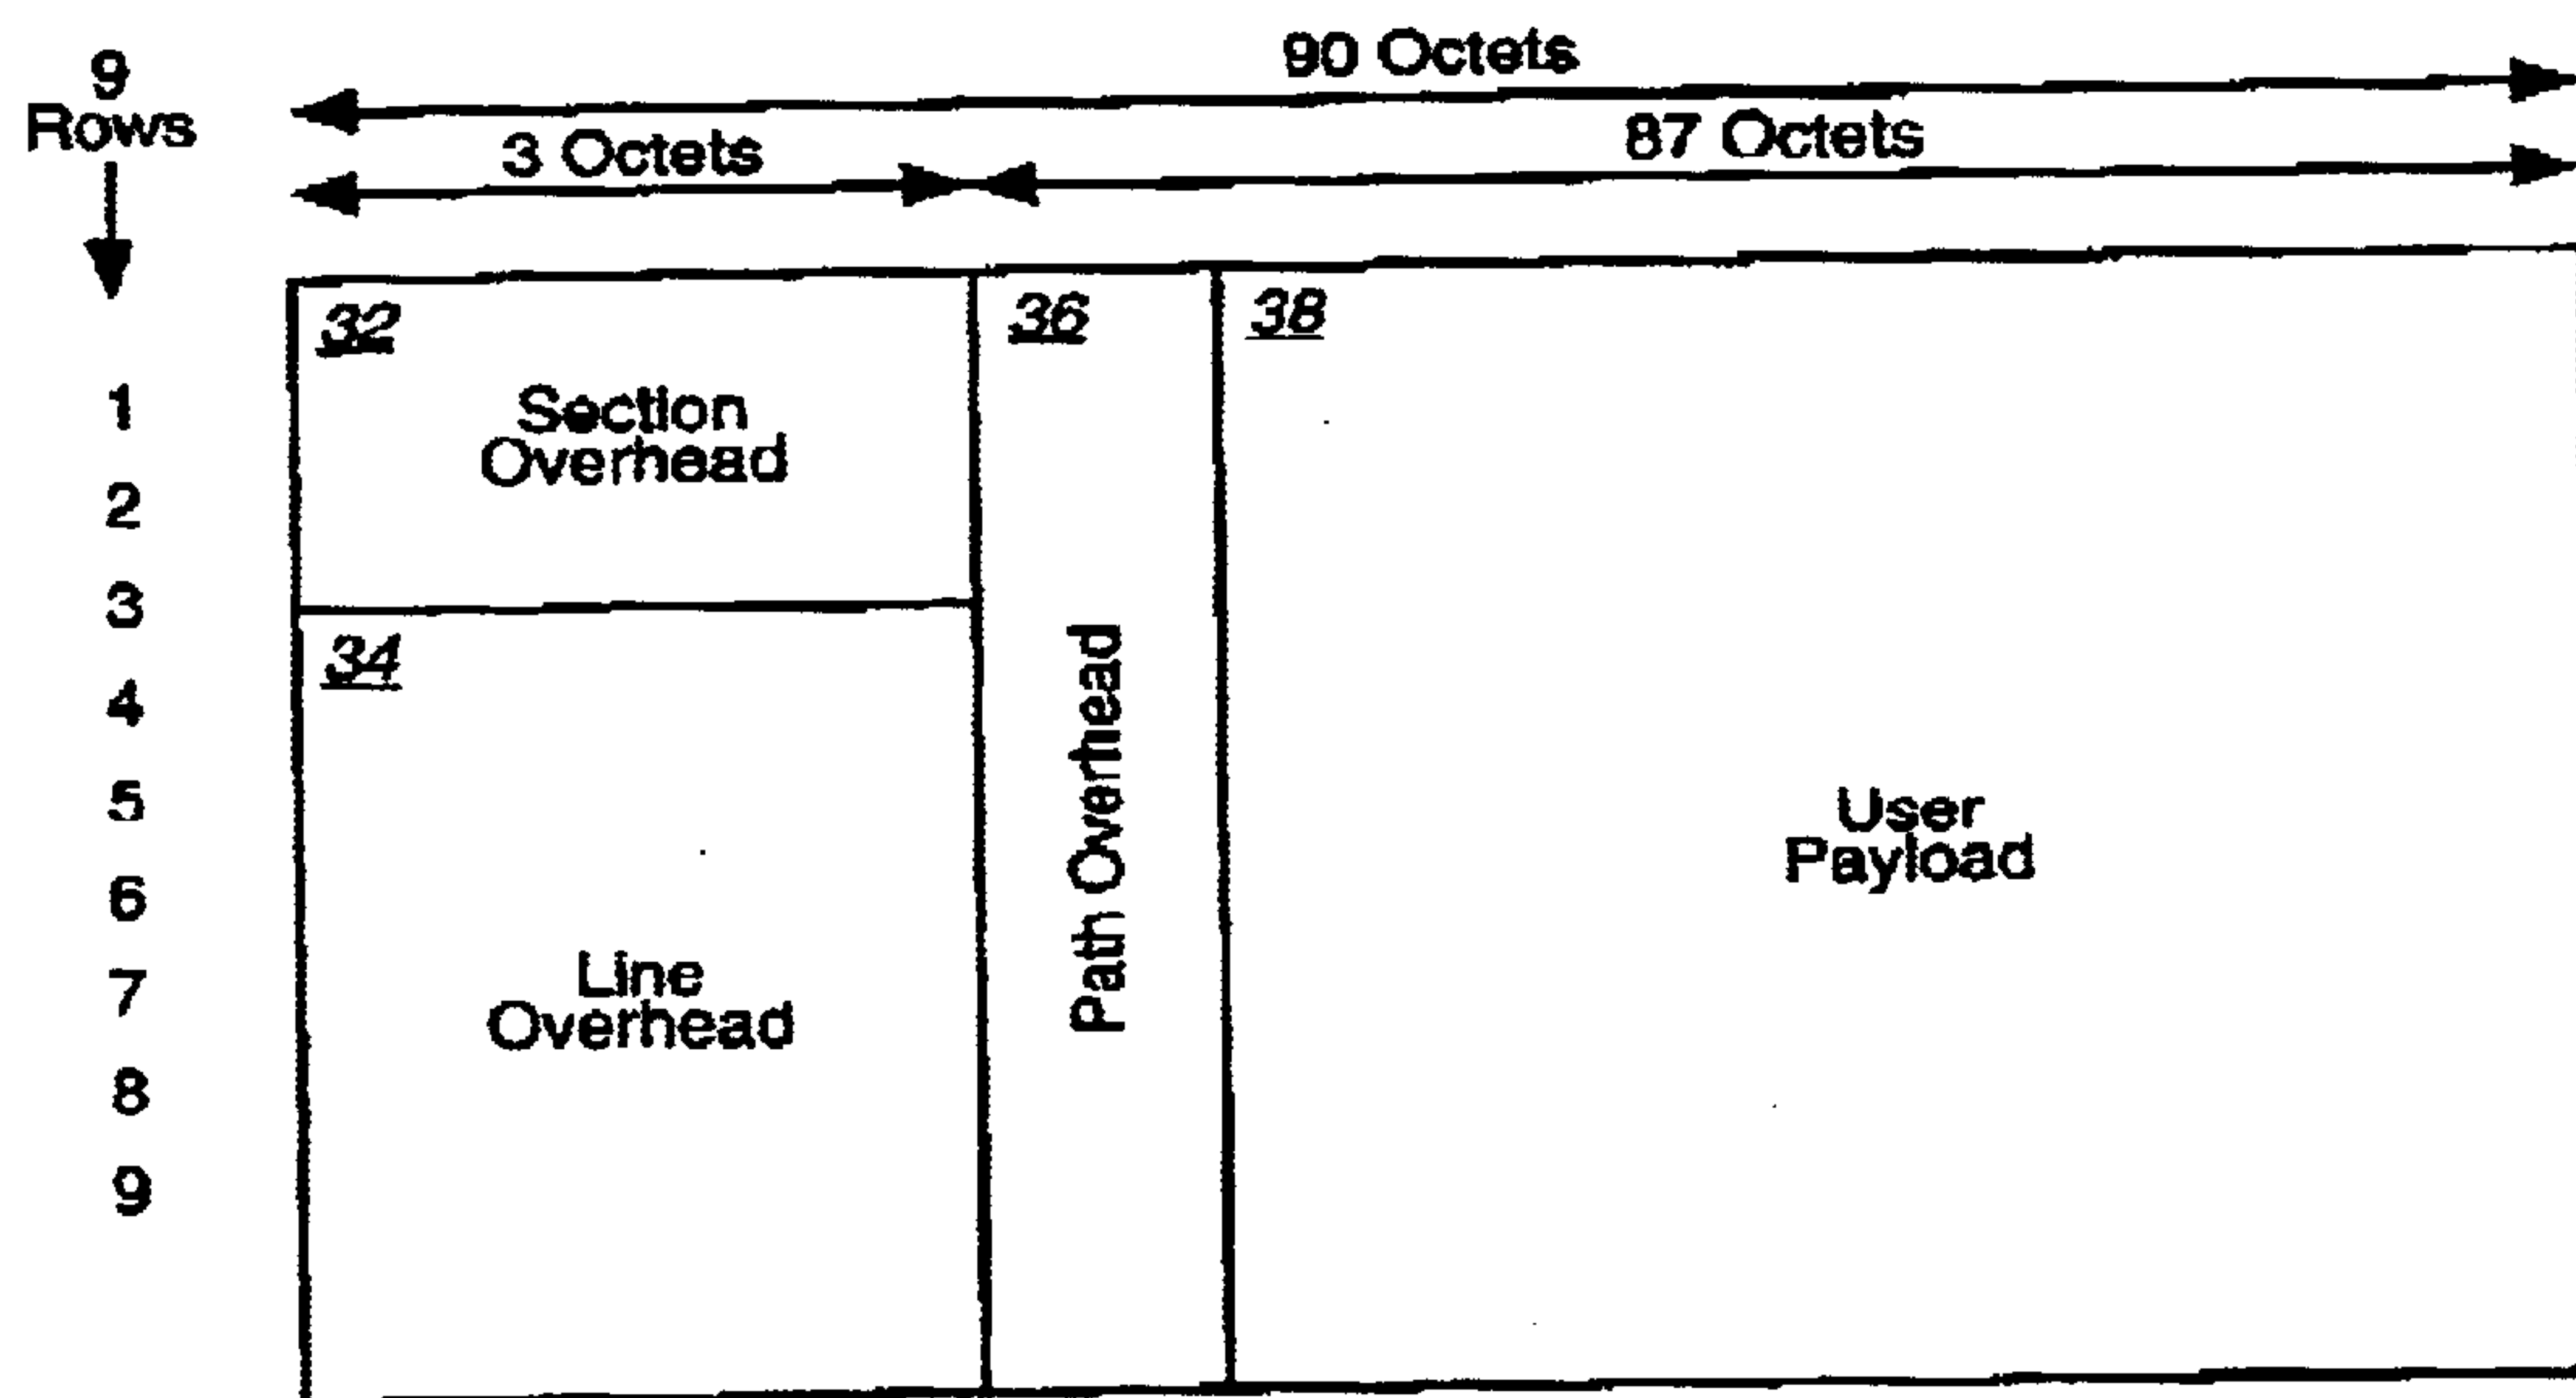 9
Rows
90 Octets
3 Octets
87 Octets
32
36
38
Section
Overhead
1
2
3
34
4
5
6
7
8
9
Line
Overhead
Path Overhead
User
Payload